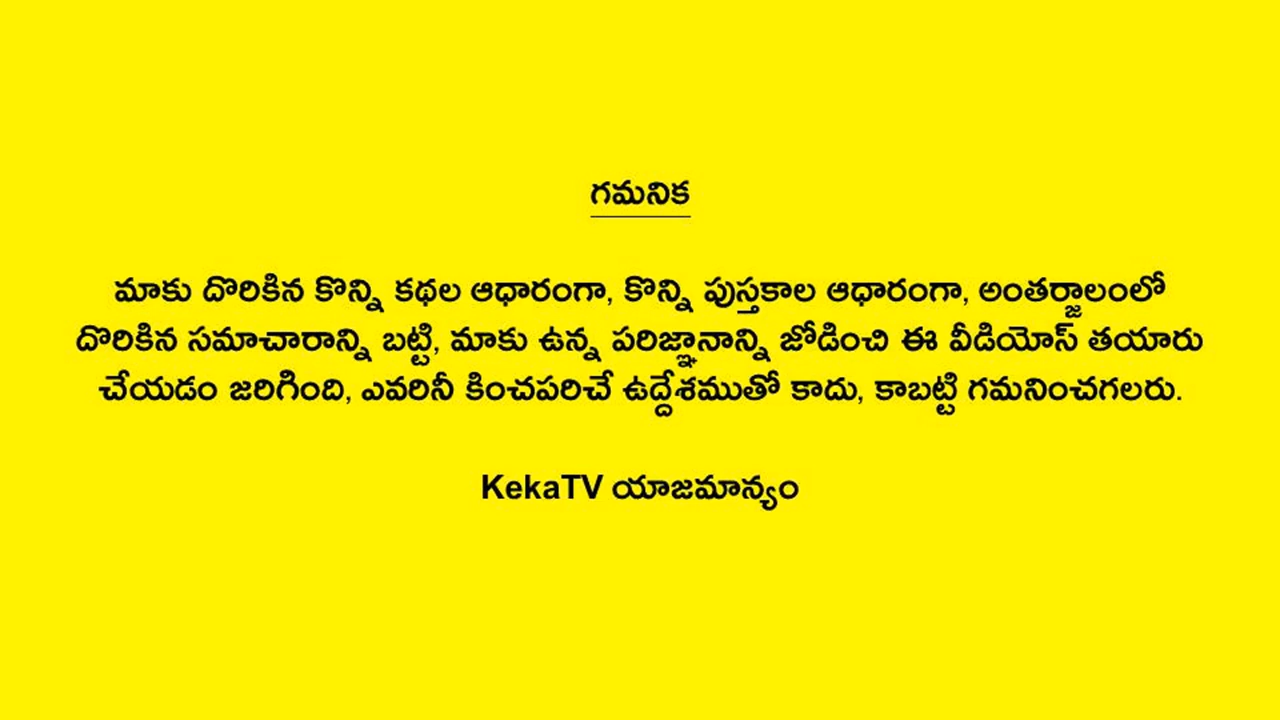 గమనిక
మాకు దొరికిన కొన్ని కథల ఆధారంగా, కొన్ని పుస్తకాల ఆధారంగా, అంతర్జాలంలో
దొరికిన సమాచారాన్ని బట్టి, మాకు ఉన్న పరిజ్ఞానాన్ని జోడించి ఈ వీడియోస్ తయారు
చేయడం జరిగింది, ఎవరినీ కించపరిచే ఉద్దేశముతో కాదు, కాబట్టి గమనించగలరు.
KekaTV యాజమాన్యం